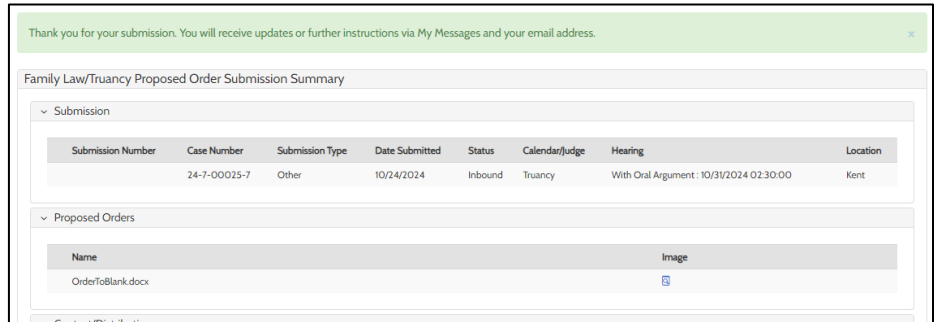 Thank you for your submission. You will receive updates or further instructions via My Messages and your email address. x
Family Law/Truancy Proposed Order Submission Summary
Submission
Submission Number Case Number Submission Type Date Submitted Status Calendar/Judge Hearing Location
24-7-00025-7 Other 10/24/2024 Inbound Truancy With Oral Argument : 10/31/2024 02:30:00 Kent
Proposed Orders
Name Image
OrderToBlank.docx